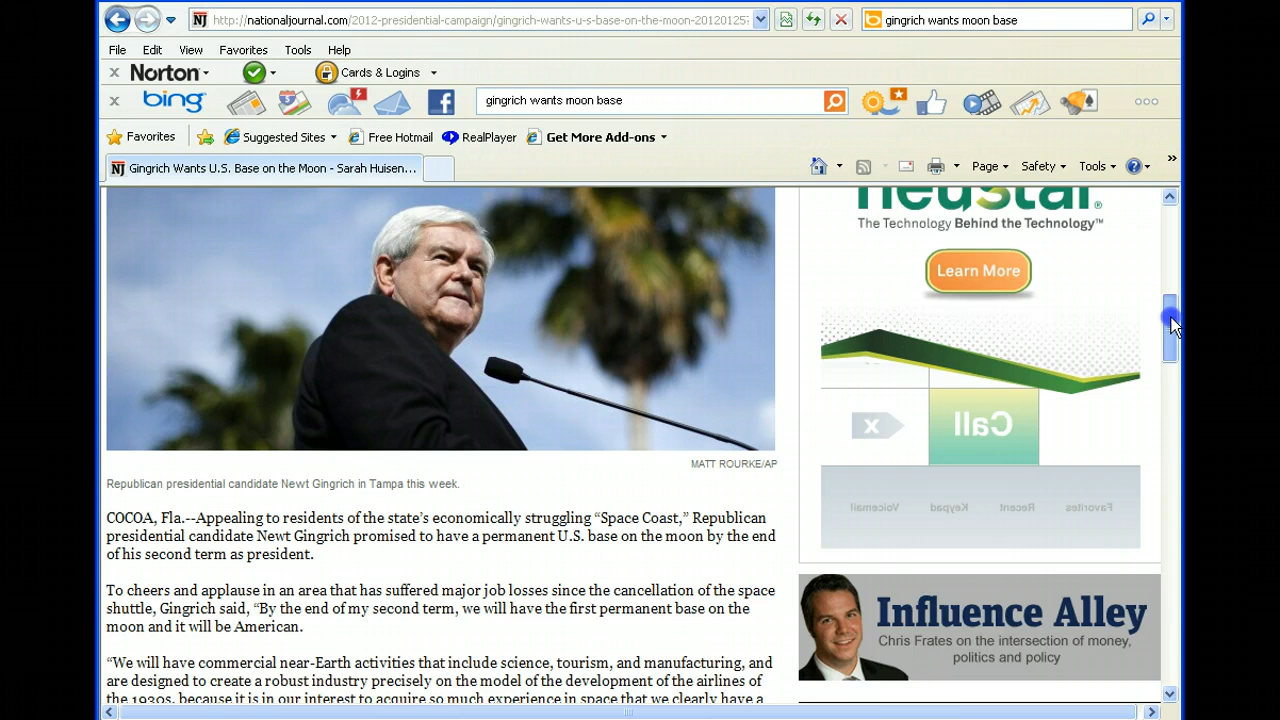 http://nationaljournal.com/2012-presidential-campaign/gingrich-wants-u-s-base-on-the-moon-20120125?
gingrich wants moon base
File Edit View Favorites Tools Help
x Norton Cards & Logins
x bing gingrich wants moon base
Favorites Suggested Sites Free Hotmail RealPlayer Get More Add-ons
NJ Gingrich Wants U.S. Base on the Moon - Sarah Huisen... Page Safety Tools
neustar®
The Technology Behind the Technology™
Learn More
Call
x
Voicemail Keypad Recent Favorites
MATT ROURKE/AP
Republican presidential candidate Newt Gingrich in Tampa this week.
COCOA, Fla.--Appealing to residents of the state's economically struggling “Space Coast,” Republican
presidential candidate Newt Gingrich promised to have a permanent U.S. base on the moon by the end
of his second term as president.
To cheers and applause in an area that has suffered major job losses since the cancellation of the space
shuttle, Gingrich said, “By the end of my second term, we will have the first permanent base on the
moon and it will be American.
“We will have commercial near-Earth activities that include science, tourism, and manufacturing, and
are designed to create a robust industry precisely on the model of the development of the airlines of
the 1930s, because it is in our interest to acquire so much experience in space that we clearly have a
Influence Alley
Chris Frates on the intersection of money,
politics and policy